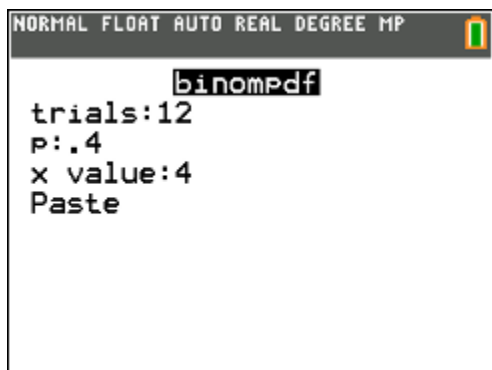 NORMAL FLOAT AUTO REAL DEGREE MP
binompdf
trials:12
p:.4
x value:4
Paste